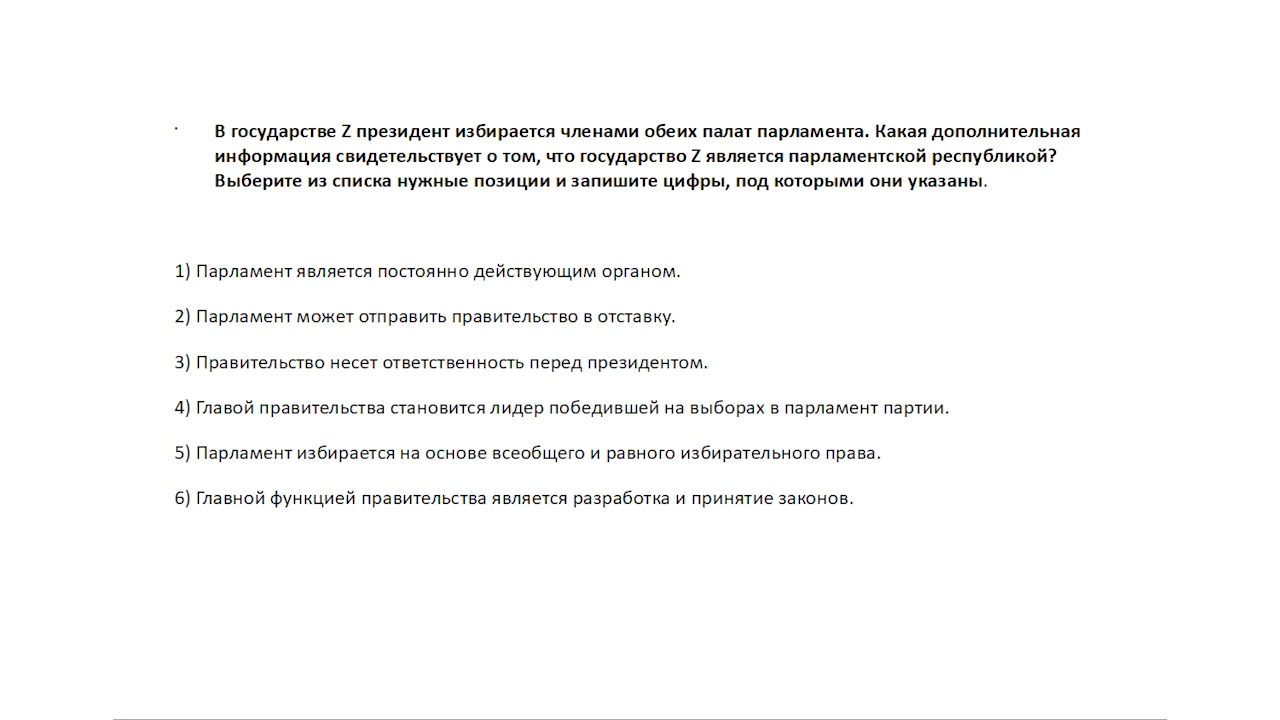 В государстве Z президент избирается членами обеих палат парламента. Какая дополнительная
информация свидетельствует о том, что государство Z является парламентской республикой?
Выберите из списка нужные позиции и запишите цифры, под которыми они указаны.
1) Парламент является постоянно действующим органом.
2) Парламент может отправить правительство в отставку.
3) Правительство несет ответственность перед президентом.
4) Главой правительства становится лидер победившей на выборах в парламент партии.
5) Парламент избирается на основе всеобщего и равного избирательного права.
6) Главной функцией правительства является разработка и принятие законов.